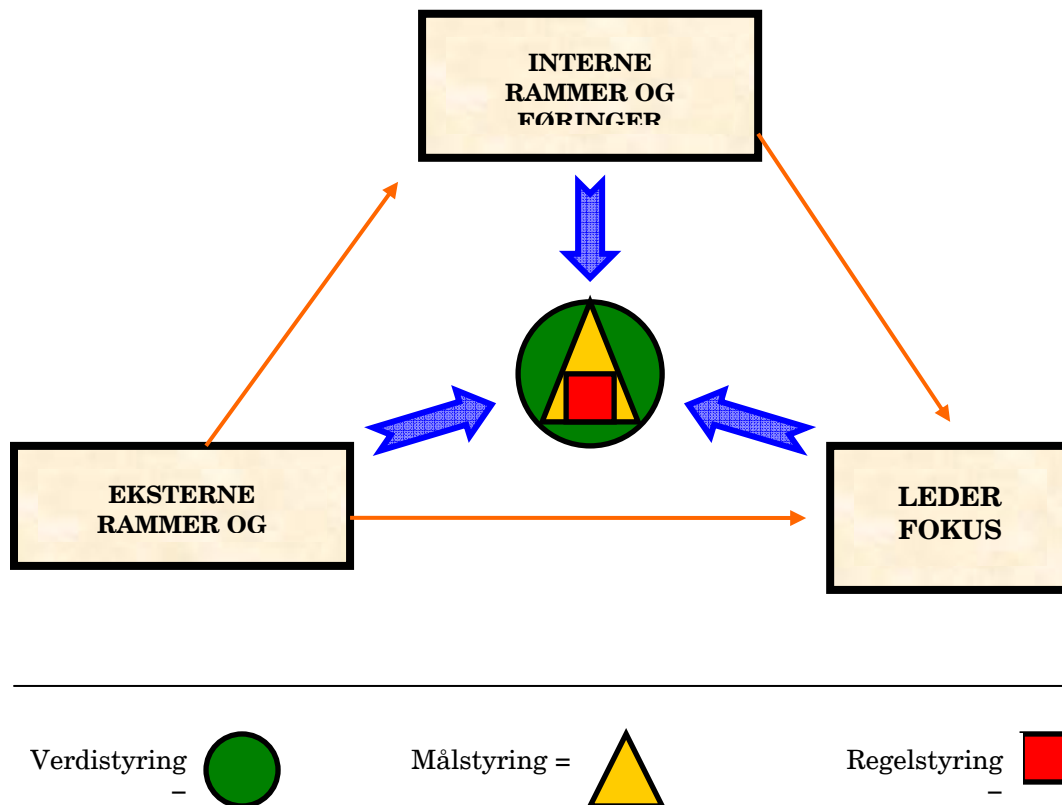 INTERNE
RAMMER OG
FØRINGER
EKSTERNE
RAMMER OG
LEDER
FOKUS
Verdistyring
=
Målstyring =
Regelstyring
=